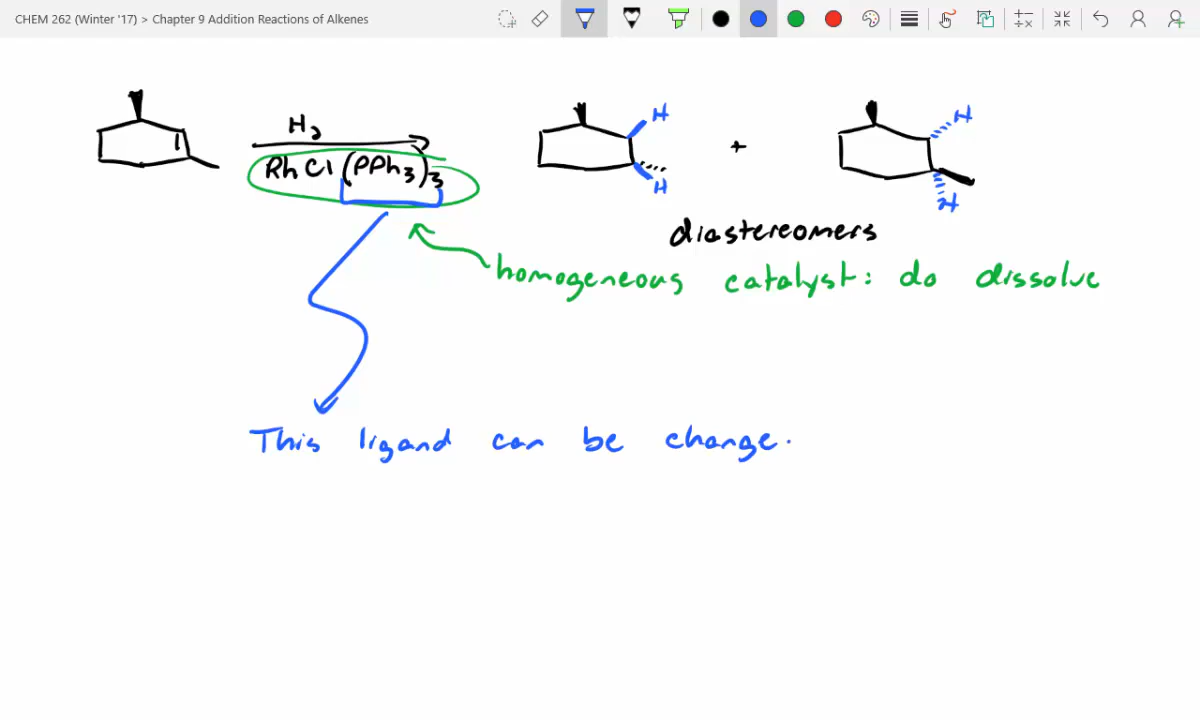 CHEM 262 (Winter '17) > Chapter 9 Addition Reactions of Alkenes
H₂
RhCl(PPh₃)₃
H
H
+
H
H
diastereomers
homogeneous catalyst: do dissolve
This ligand can be change.